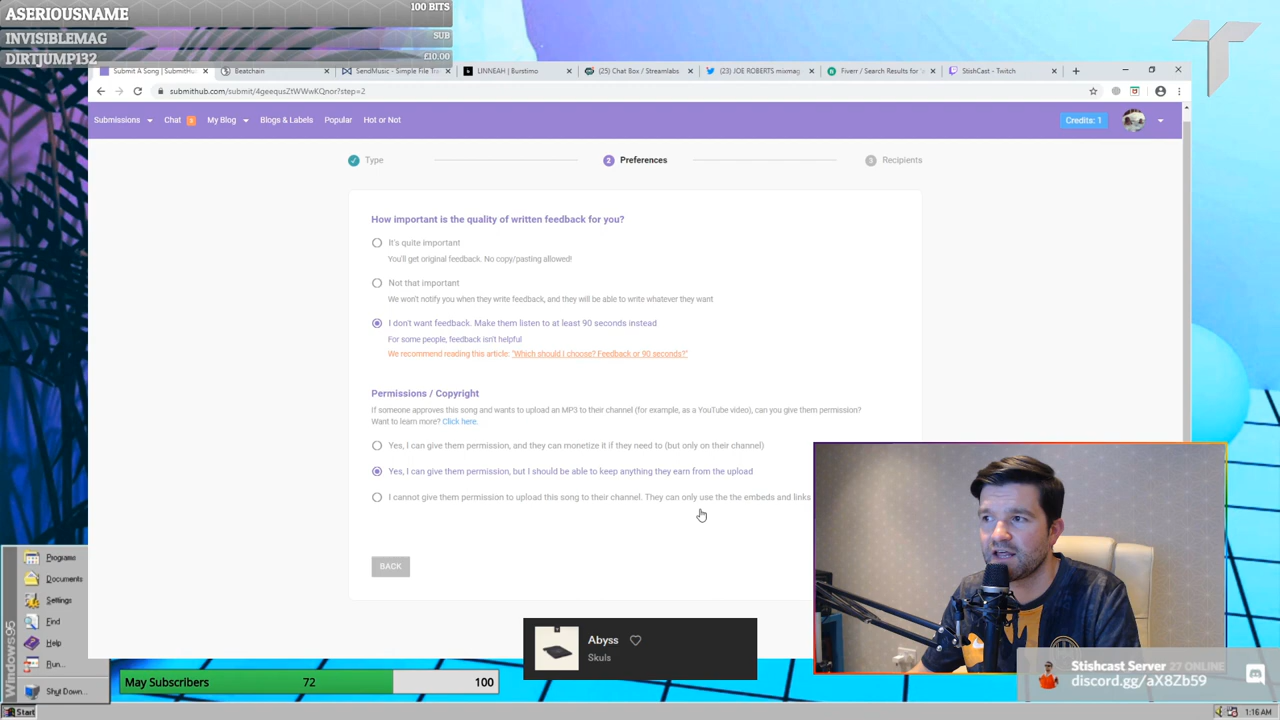 ASERIOUSNAME 100 BITS
INVISIBLEMAG SUB
DIRTJUMP132 £10.00
Submit A Song | SubmitHub
Beatchain
SendMusic - Simple File Tra
LINNEAH | Burstimo
(25) Chat Box / Streamlabs
(23) JOE ROBERTS mixmag
Fiverr / Search Results for
StishCast - Twitch
submithub.com/submit/4geequsZtWWwKQnor?step=2
Submissions Chat My Blog Blogs & Labels Popular Hot or Not Credits: 1
Type 2 Preferences 3 Recipients
How important is the quality of written feedback for you?
It's quite important
You'll get original feedback. No copy/pasting allowed!
Not that important
We won't notify you when they write feedback, and they will be able to write whatever they want
I don't want feedback. Make them listen to at least 90 seconds instead
For some people, feedback isn't helpful
We recommend reading this article: "Which should I choose? Feedback or 90 seconds?"
Permissions / Copyright
If someone approves this song and wants to upload an MP3 to their channel (for example, as a YouTube video), can you give them permission?
Want to learn more? Click here.
Yes, I can give them permission, and they can monetize it if they need to (but only on their channel)
Yes, I can give them permission, but I should be able to keep anything they earn from the upload
I cannot give them permission to upload this song to their channel. They can only use the the embeds and links
BACK
Windows95
Programs
Documents
Settings
Find
Help
Run...
Shut Down...
Abyss
Skuls
May Subscribers 72 100
Stishcast Server 27 ONLINE
discord.gg/aX8Zb59
Start
1:16 AM